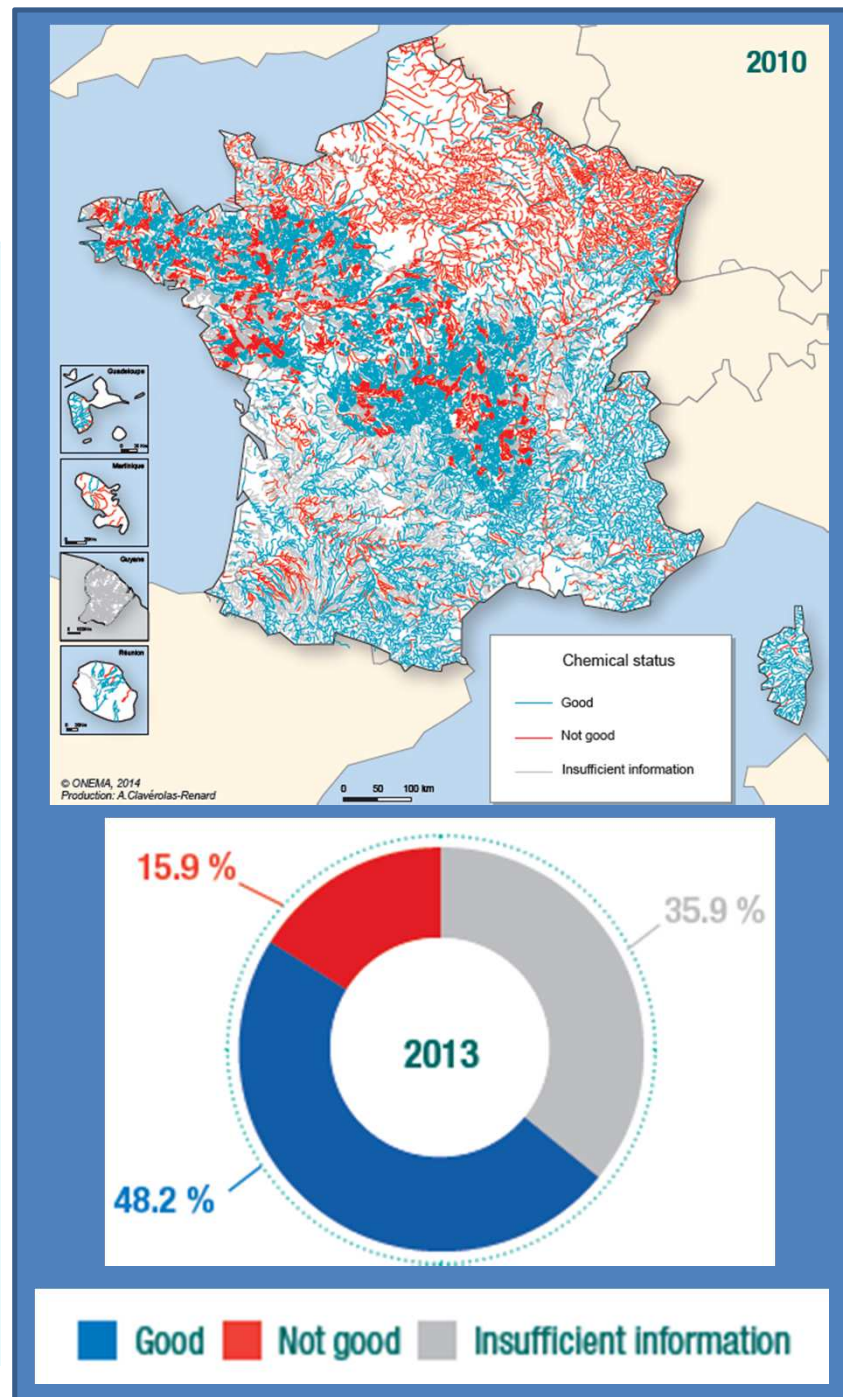 2010
Guadeloupe
Martinique
Guyane
Réunion
Chemical status
Good
Not good
Insufficient information
© ONEMA, 2014
Production: A.Clavérolas-Renard
0 50 100 km
15.9 %
35.9 %
2013
48.2 %
Good Not good Insufficient information